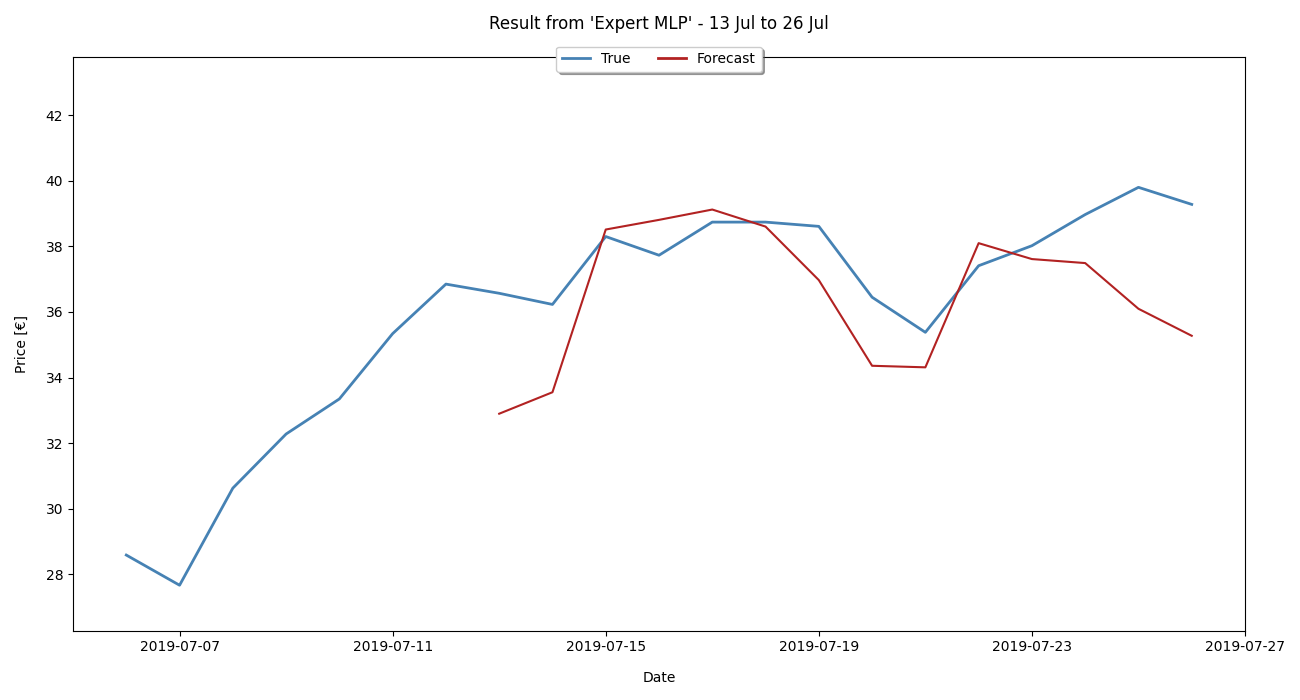 Result from 'Expert MLP' - 13 Jul to 26 Jul
True Forecast
42
40
38
36
34
32
30
28
Price [€]
2019-07-07 2019-07-11 2019-07-15 2019-07-19 2019-07-23 2019-07-27
Date